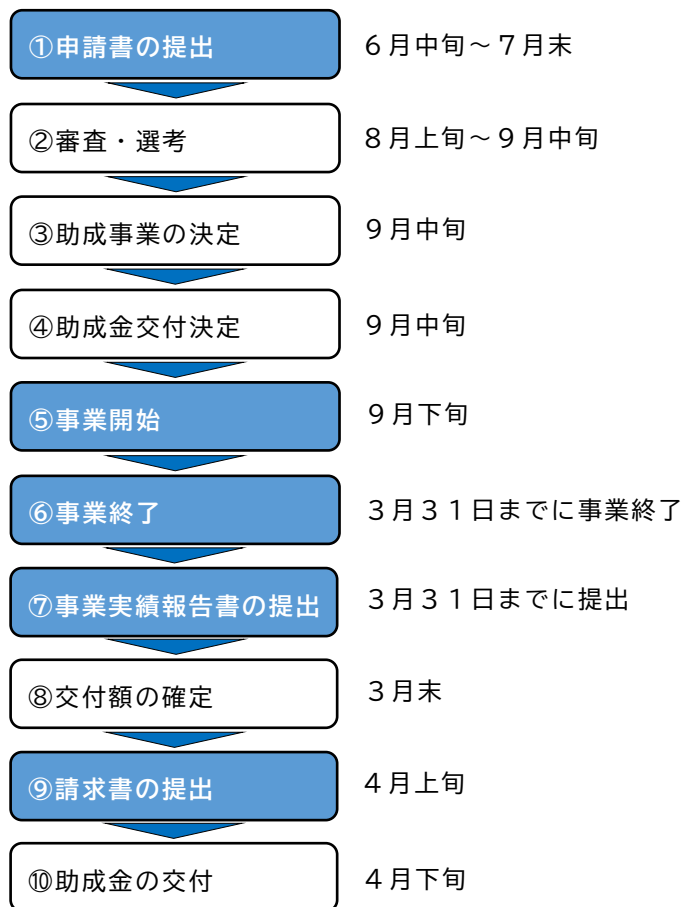 ①申請書の提出 ６月中旬～７月末
②審査・選考 ８月上旬～９月中旬
③助成事業の決定 ９月中旬
④助成金交付決定 ９月中旬
⑤事業開始 ９月下旬
⑥事業終了 ３月３１日までに事業終了
⑦事業実績報告書の提出 ３月３１日までに提出
⑧交付額の確定 ３月末
⑨請求書の提出 ４月上旬
⑩助成金の交付 ４月下旬